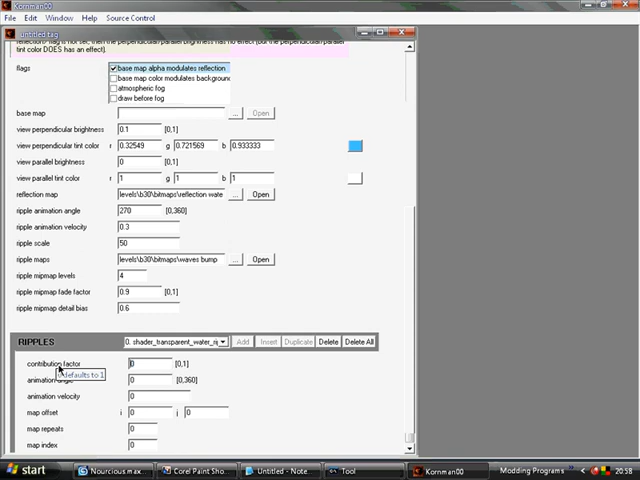 Kornman00
File Edit Window Help Source Control
untitled.tag
tint color DOES has an effect).
flags
base map alpha modulates reflection
base map color modulates backgroun
atmospheric fog
draw before fog
base map ... Open
view perpendicular brightness 0.1 [0,1]
view perpendicular tint color r 0.32549 g 0.721569 b 0.933333
view parallel brightness 0 [0,1]
view parallel tint color r 1 g 1 b 1
reflection map levels\b30\bitmaps\reflection wate ... Open
ripple animation angle 270 [0,360]
ripple animation velocity 0.3
ripple scale 50
ripple maps levels\b30\bitmaps\waves bump ... Open
ripple mipmap levels 4
ripple mipmap fade factor 0.9 [0,1]
ripple mipmap detail bias 0.6
RIPPLES 0. shader_transparent_water_ri Add Insert Duplicate Delete Delete All
contribution factor 0 [0,1]
defaults to 1
animation angle 0 [0,360]
animation velocity 0
map offset i 0 j 0
map repeats 0
map index 0
start Nourcious.max... Corel Paint Sho... Untitled - Note... Tool Kornman00 Modding Programs » 20:58